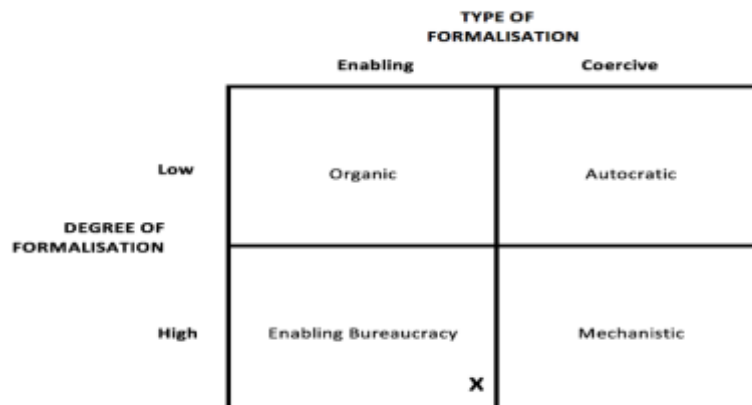 TYPE OF
FORMALISATION
Enabling Coercive
Low Organic Autocratic
DEGREE OF
FORMALISATION
High Enabling Bureaucracy Mechanistic
X